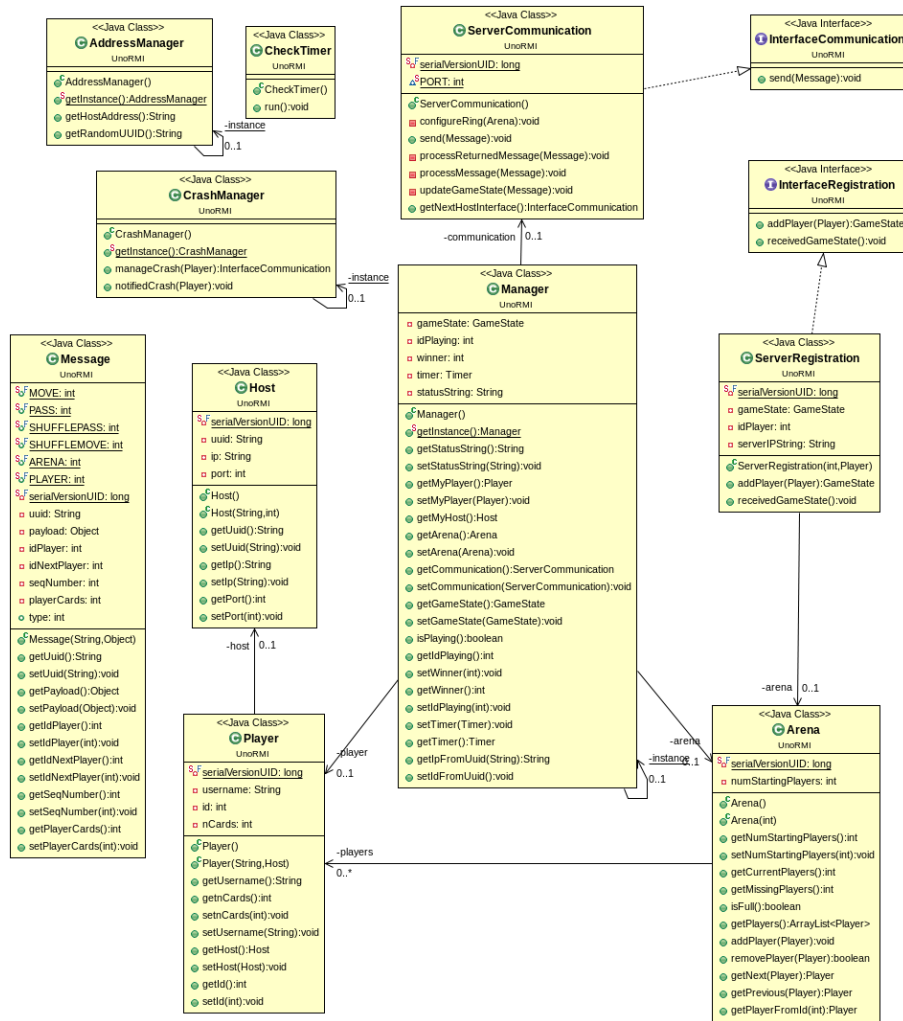 <<Java Class>>
AddressManager
UnoRMI
AddressManager()
getInstance():AddressManager
getHostAddress():String
getRandomUUID():String
-instance
0..1
<<Java Class>>
CheckTimer
UnoRMI
CheckTimer()
run():void
<<Java Class>>
ServerCommunication
UnoRMI
serialVersionUID: long
PORT: int
ServerCommunication()
configureRing(Arena):void
send(Message):void
processReturnedMessage(Message):void
processMessage(Message):void
updateGameState(Message):void
getNextHostInterface():InterfaceCommunication
<<Java Interface>>
InterfaceCommunication
UnoRMI
send(Message):void
<<Java Class>>
CrashManager
UnoRMI
CrashManager()
getInstance():CrashManager
manageCrash(Player):InterfaceCommunication
notifiedCrash(Player):void
-instance
0..1
<<Java Interface>>
InterfaceRegistration
UnoRMI
addPlayer(Player):GameState
receivedGameState():void
-communication
0..1
<<Java Class>>
Manager
UnoRMI
gameState: GameState
idPlaying: int
winner: int
timer: Timer
statusString: String
Manager()
getInstance():Manager
getStatusString():String
setStatusString(String):void
getMyPlayer():Player
setMyPlayer(Player):void
getMyHost():Host
getArena():Arena
setArena(Arena):void
getCommunication():ServerCommunication
setCommunication(ServerCommunication):void
getGameState():GameState
setGameState(GameState):void
isPlaying():boolean
getIdPlaying():int
setWinner(int):void
getWinner():int
setIdPlaying(int):void
setTimer(Timer):void
getTimer():Timer
getIpFromUuid(String):String
setIdFromUuid():void
<<Java Class>>
Message
UnoRMI
MOVE: int
PASS: int
SHUFFLEPASS: int
SHUFFLEMOVE: int
ARENA: int
PLAYER: int
serialVersionUID: long
uuid: String
payload: Object
idPlayer: int
idNextPlayer: int
seqNumber: int
playerCards: int
type: int
Message(String,Object)
getUuid():String
setUuid(String):void
getPayload():Object
setPayload(Object):void
getIdPlayer():int
setIdPlayer(int):void
getIdNextPlayer():int
setIdNextPlayer(int):void
getSeqNumber():int
setSeqNumber(int):void
getPlayerCards():int
setPlayerCards(int):void
<<Java Class>>
Host
UnoRMI
serialVersionUID: long
uuid: String
ip: String
port: int
Host()
Host(String,int)
getUuid():String
setUuid(String):void
getIp():String
setIp(String):void
getPort():int
setPort(int):void
-host
0..1
<<Java Class>>
ServerRegistration
UnoRMI
serialVersionUID: long
gameState: GameState
idPlayer: int
serverIPString: String
ServerRegistration(int,Player)
addPlayer(Player):GameState
receivedGameState():void
-arena
0..1
<<Java Class>>
Player
UnoRMI
serialVersionUID: long
username: String
id: int
nCards: int
Player()
Player(String,Host)
getUsername():String
getnCards():int
setnCards(int):void
setUsername(String):void
getHost():Host
setHost(Host):void
getId():int
setId(int):void
-player
0..1
-arena
0..1
-instance
0..1
-players
0..*
<<Java Class>>
Arena
UnoRMI
serialVersionUID: long
numStartingPlayers: int
Arena()
Arena(int)
getNumStartingPlayers():int
setNumStartingPlayers(int):void
getCurrentPlayers():int
getMissingPlayers():int
isFull():boolean
getPlayers():ArrayList<Player>
addPlayer(Player):void
removePlayer(Player):boolean
getNext(Player):Player
getPrevious(Player):Player
getPlayerFromId(int):Player